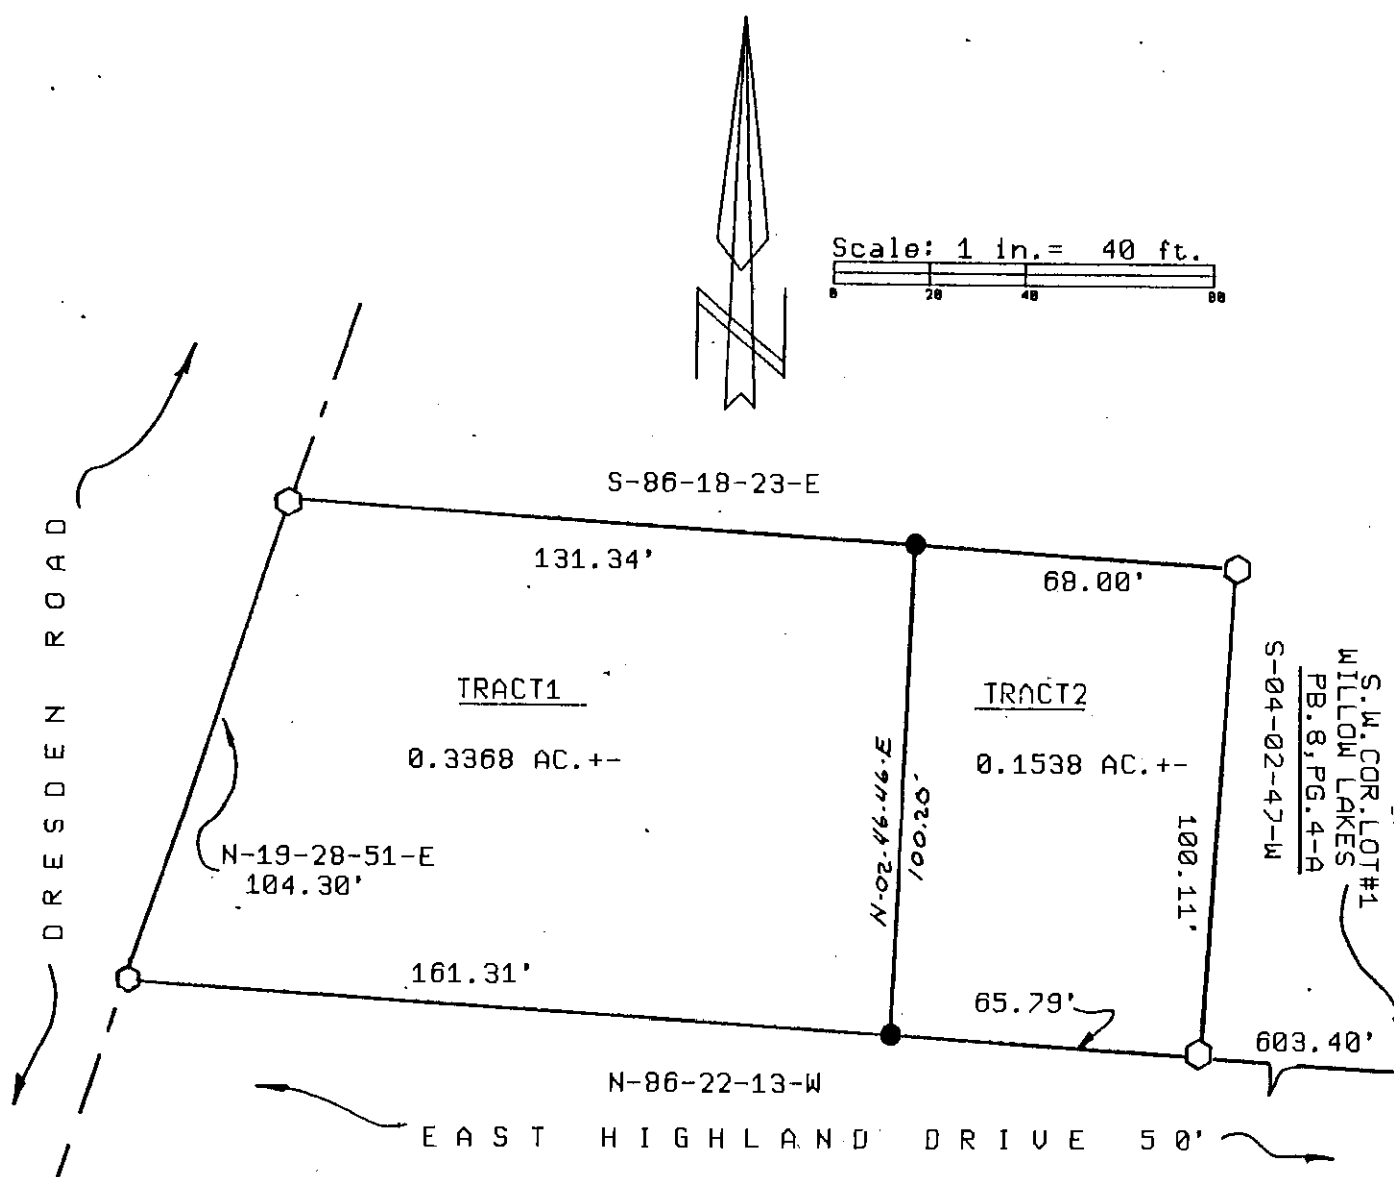 Scale: 1 in.= 40 ft.
0 20 40 80
S-86-18-23-E
131.34'
68.00'
DRESDEN ROAD
TRACT1
0.3368 AC.+-
TRACT2
0.1538 AC.+-
N-02-46-46-E
100.20'
S.W.COR.LOT#1
WILLOW LAKES
PB.8,PG.4-A
S-04-02-47-W
100.11'
N-19-28-51-E
104.30'
161.31'
65.79'
603.40'
N-86-22-13-W
EAST HIGHLAND DRIVE 50'